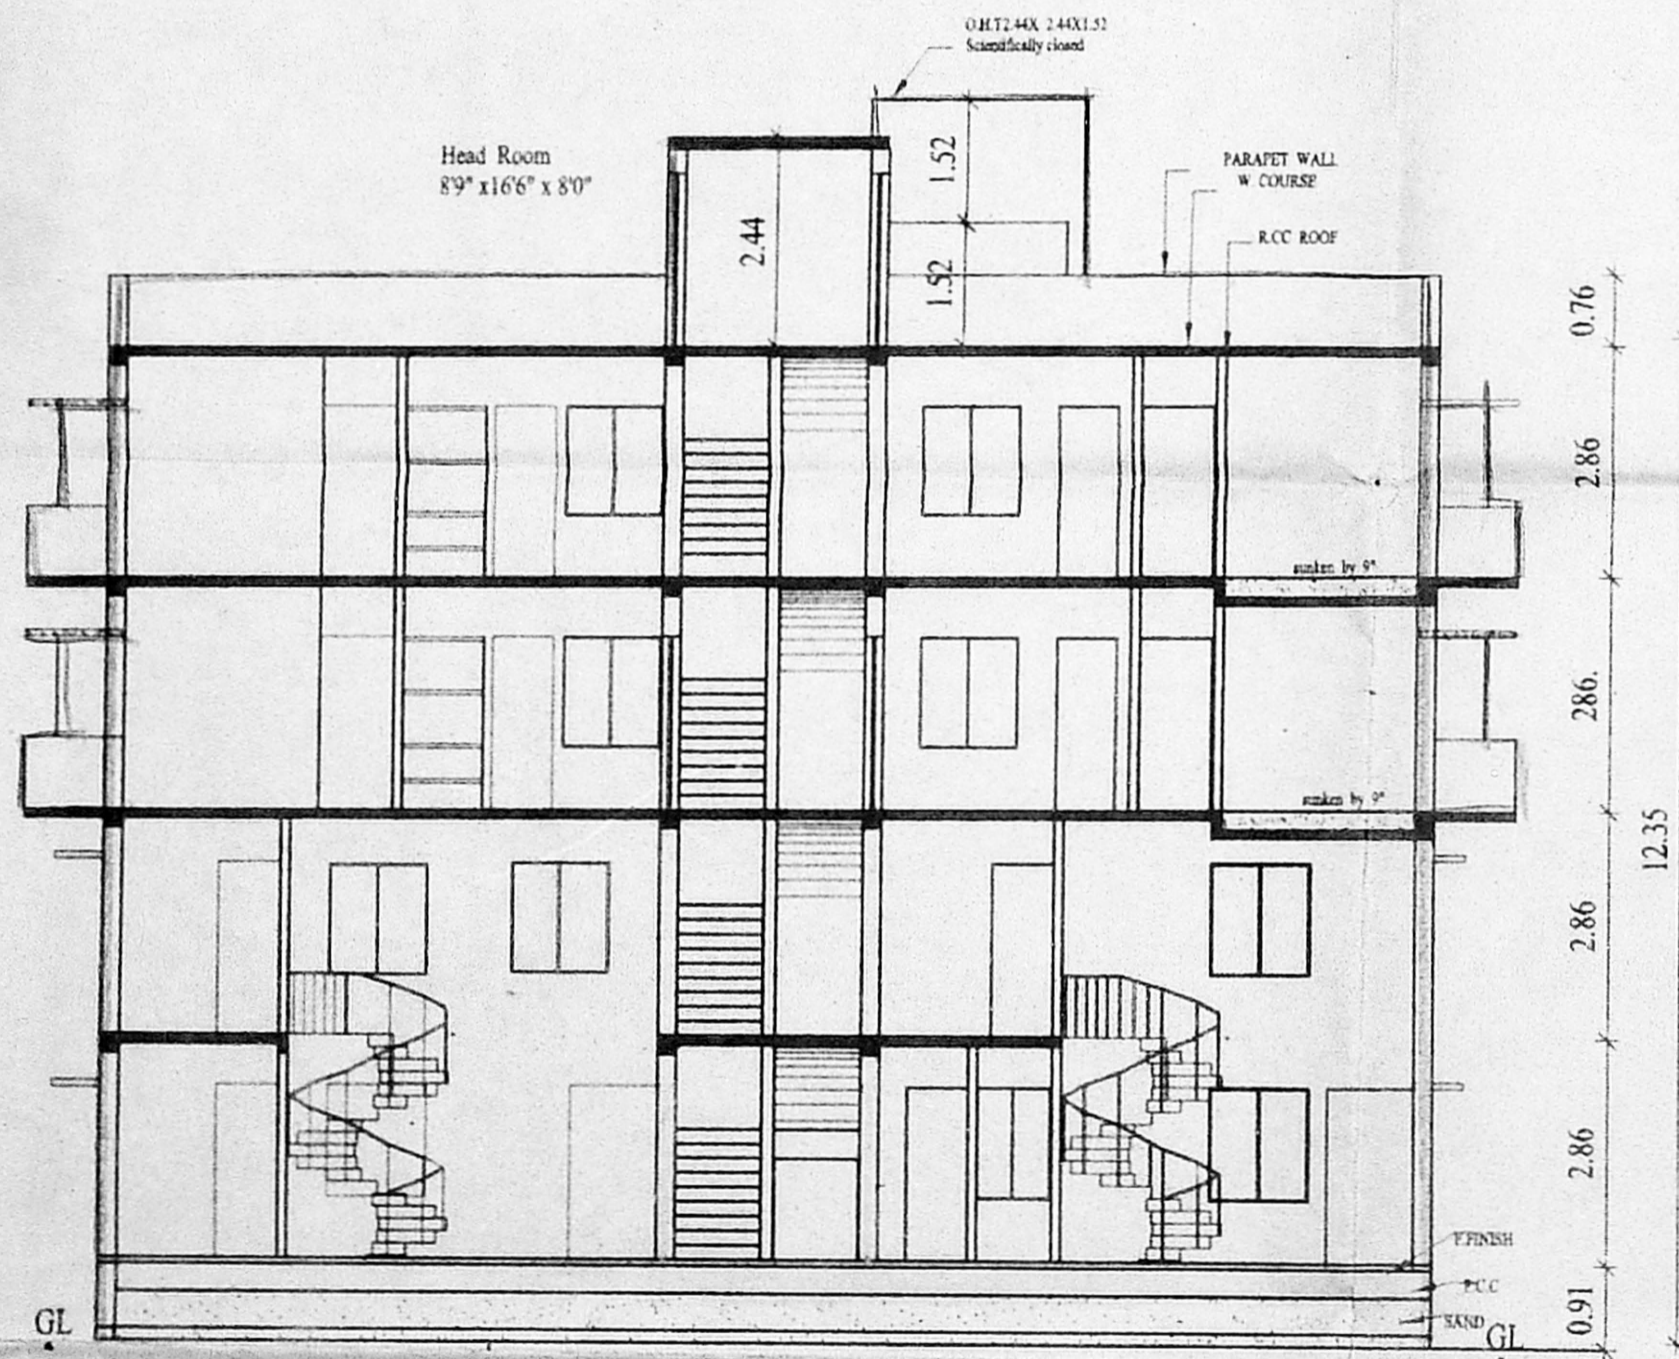 O.H.T2.44X 2.44X1.52
Scientifically closed
Head Room
8'9" x16'6" x 8'0"
PARAPET WALL
W. COURSE
R.CC ROOF
1.52
2.44
1.52
0.76
2.86
sunken by 9"
286.
sunken by 9"
12.35
2.86
2.86
F.FINISH
P.C.C
0.91
SAND
GL
GL